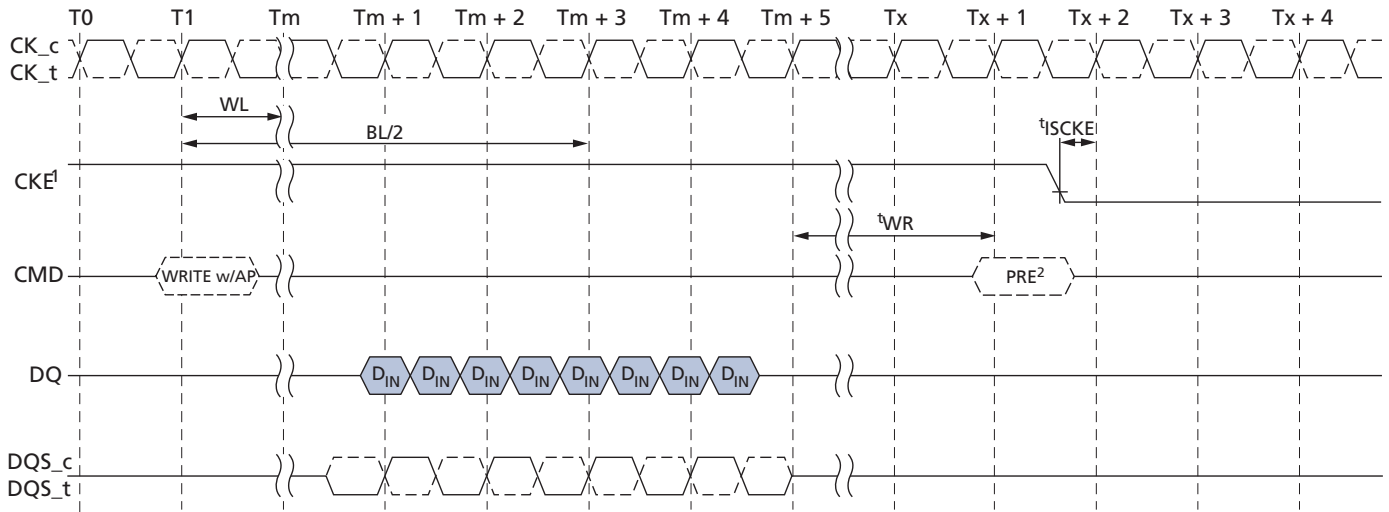 T0 T1 Tm Tm + 1 Tm + 2 Tm + 3 Tm + 4 Tm + 5 Tx Tx + 1 Tx + 2 Tx + 3 Tx + 4
CK_c
CK_t
WL
BL/2
tISCKE
CKE1
tWR
CMD WRITE w/AP PRE2
DQ DIN DIN DIN DIN DIN DIN DIN DIN
DQS_c
DQS_t